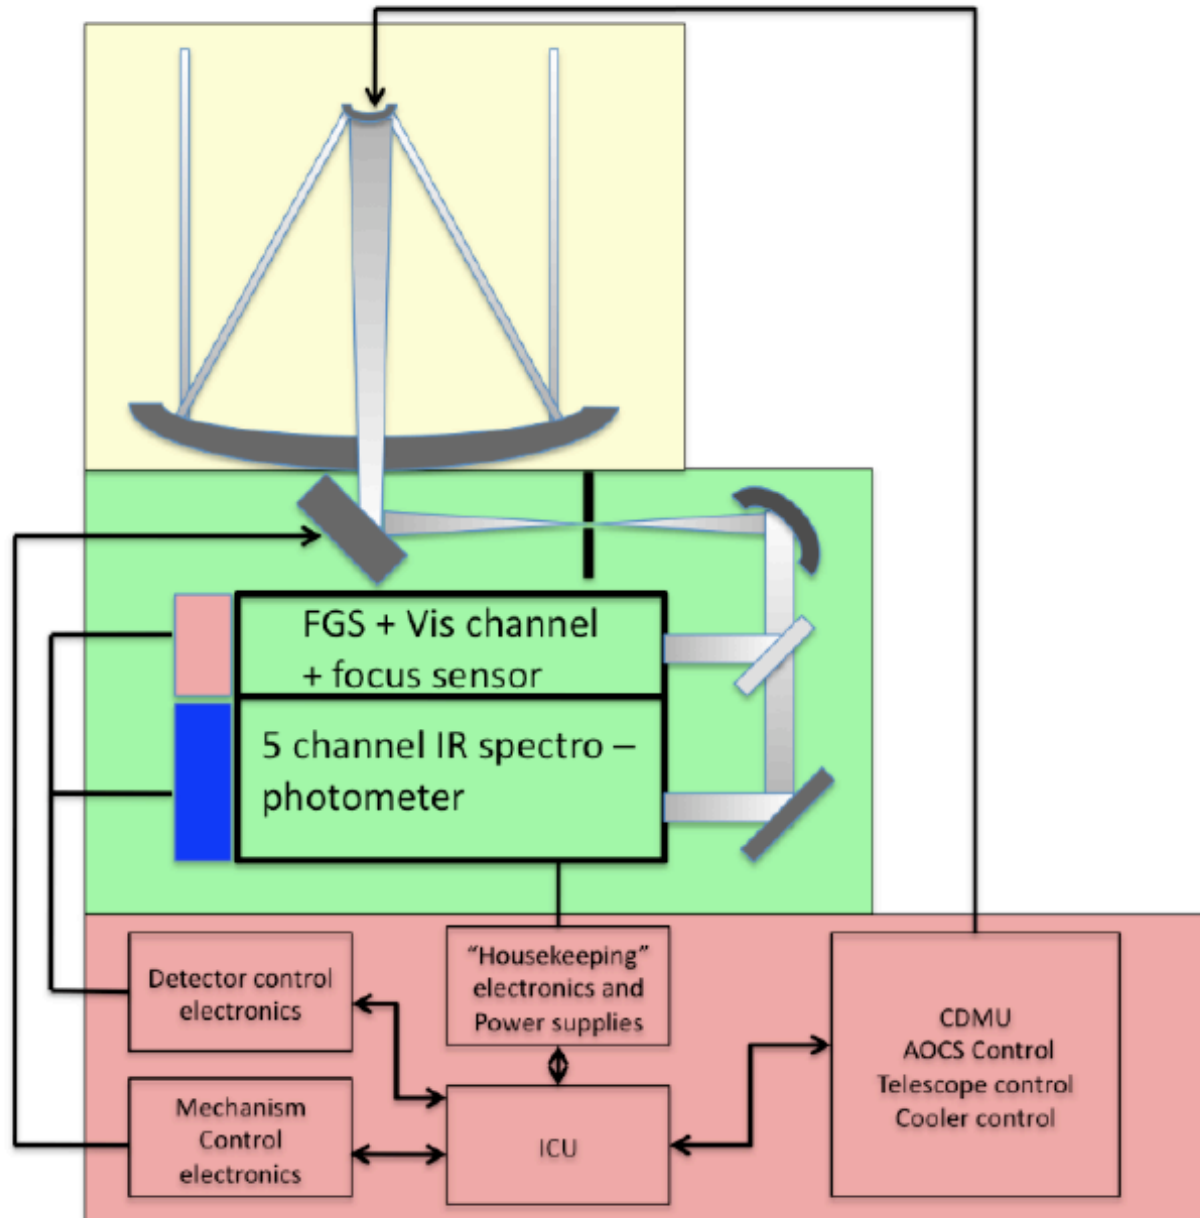 FGS + Vis channel
+ focus sensor
5 channel IR spectro –
photometer
Detector control
electronics
“Housekeeping”
electronics and
Power supplies
CDMU
AOCS Control
Telescope control
Cooler control
Mechanism
Control
electronics
ICU